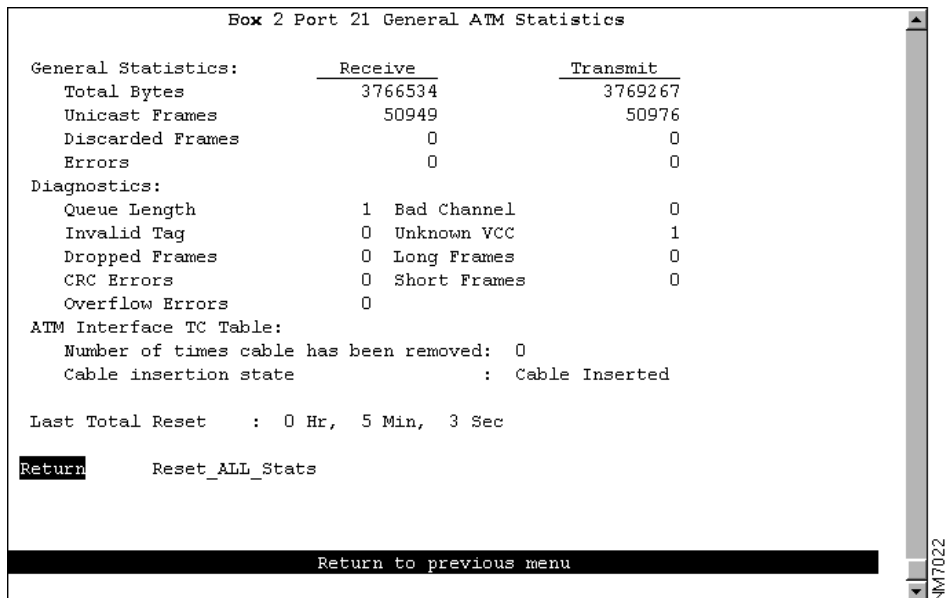 Box 2 Port 21 General ATM Statistics
General Statistics: Receive Transmit
Total Bytes 3766534 3769267
Unicast Frames 50949 50976
Discarded Frames 0 0
Errors 0 0
Diagnostics:
Queue Length 1 Bad Channel 0
Invalid Tag 0 Unknown VCC 1
Dropped Frames 0 Long Frames 0
CRC Errors 0 Short Frames 0
Overflow Errors 0
ATM Interface TC Table:
Number of times cable has been removed: 0
Cable insertion state : Cable Inserted
Last Total Reset : 0 Hr, 5 Min, 3 Sec
Return Reset_ALL_Stats
Return to previous menu
NM7022